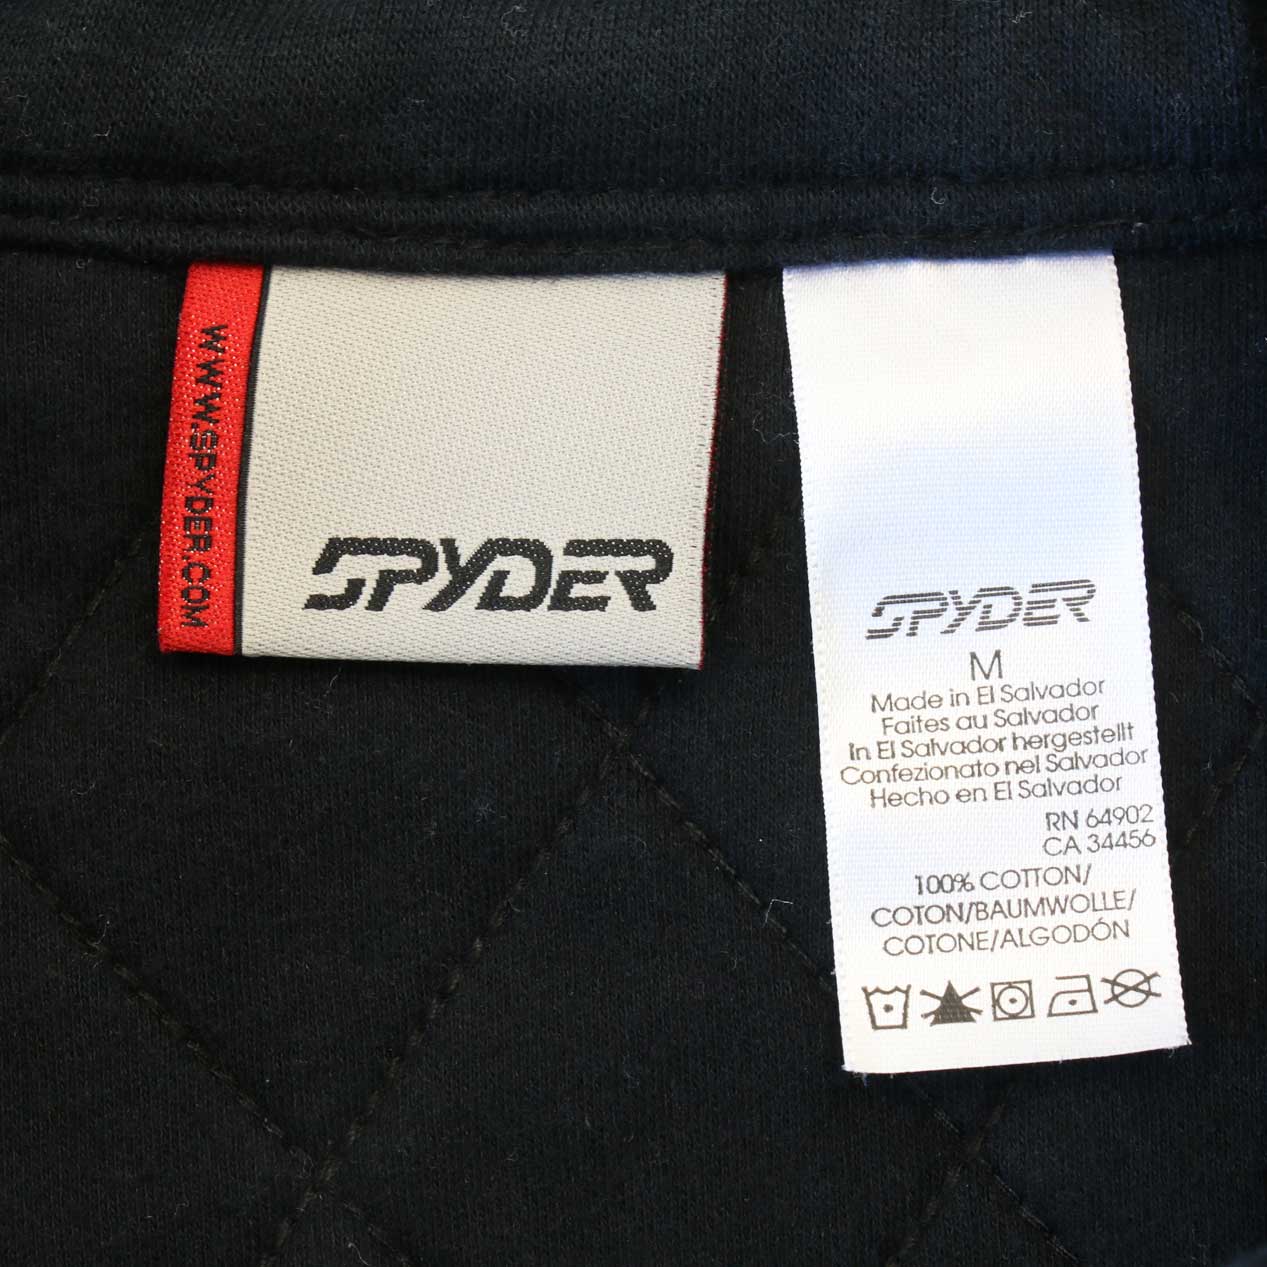 WWW.SPYDER.COM
SPYDER
SPYDER
M
Made in El Salvador
Faites au Salvador
In El Salvador hergestellt
Confezionato nel Salvador
Hecho en El Salvador
RN 64902
CA 34456
100% COTTON/
COTON/BAUMWOLLE/
COTONE/ALGODÓN